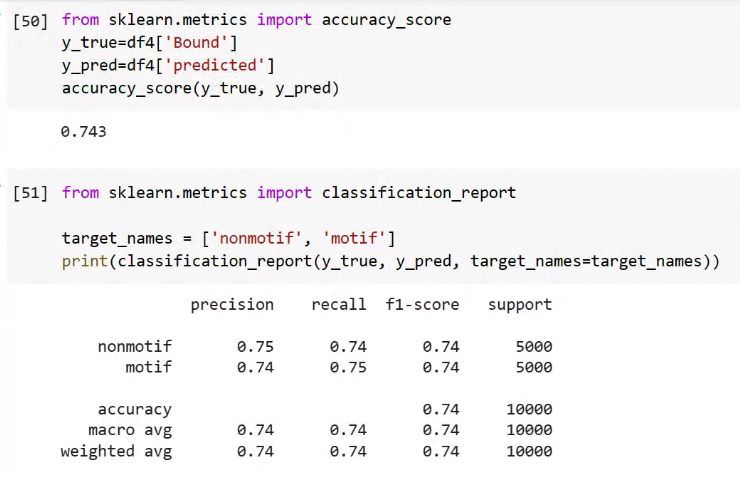 [50] from sklearn.metrics import accuracy_score
y_true=df4['Bound']
y_pred=df4['predicted']
accuracy_score(y_true, y_pred)
0.743
[51] from sklearn.metrics import classification_report
target_names = ['nonmotif', 'motif']
print(classification_report(y_true, y_pred, target_names=target_names))
precision recall f1-score support
nonmotif 0.75 0.74 0.74 5000
motif 0.74 0.75 0.74 5000
accuracy 0.74 10000
macro avg 0.74 0.74 0.74 10000
weighted avg 0.74 0.74 0.74 10000